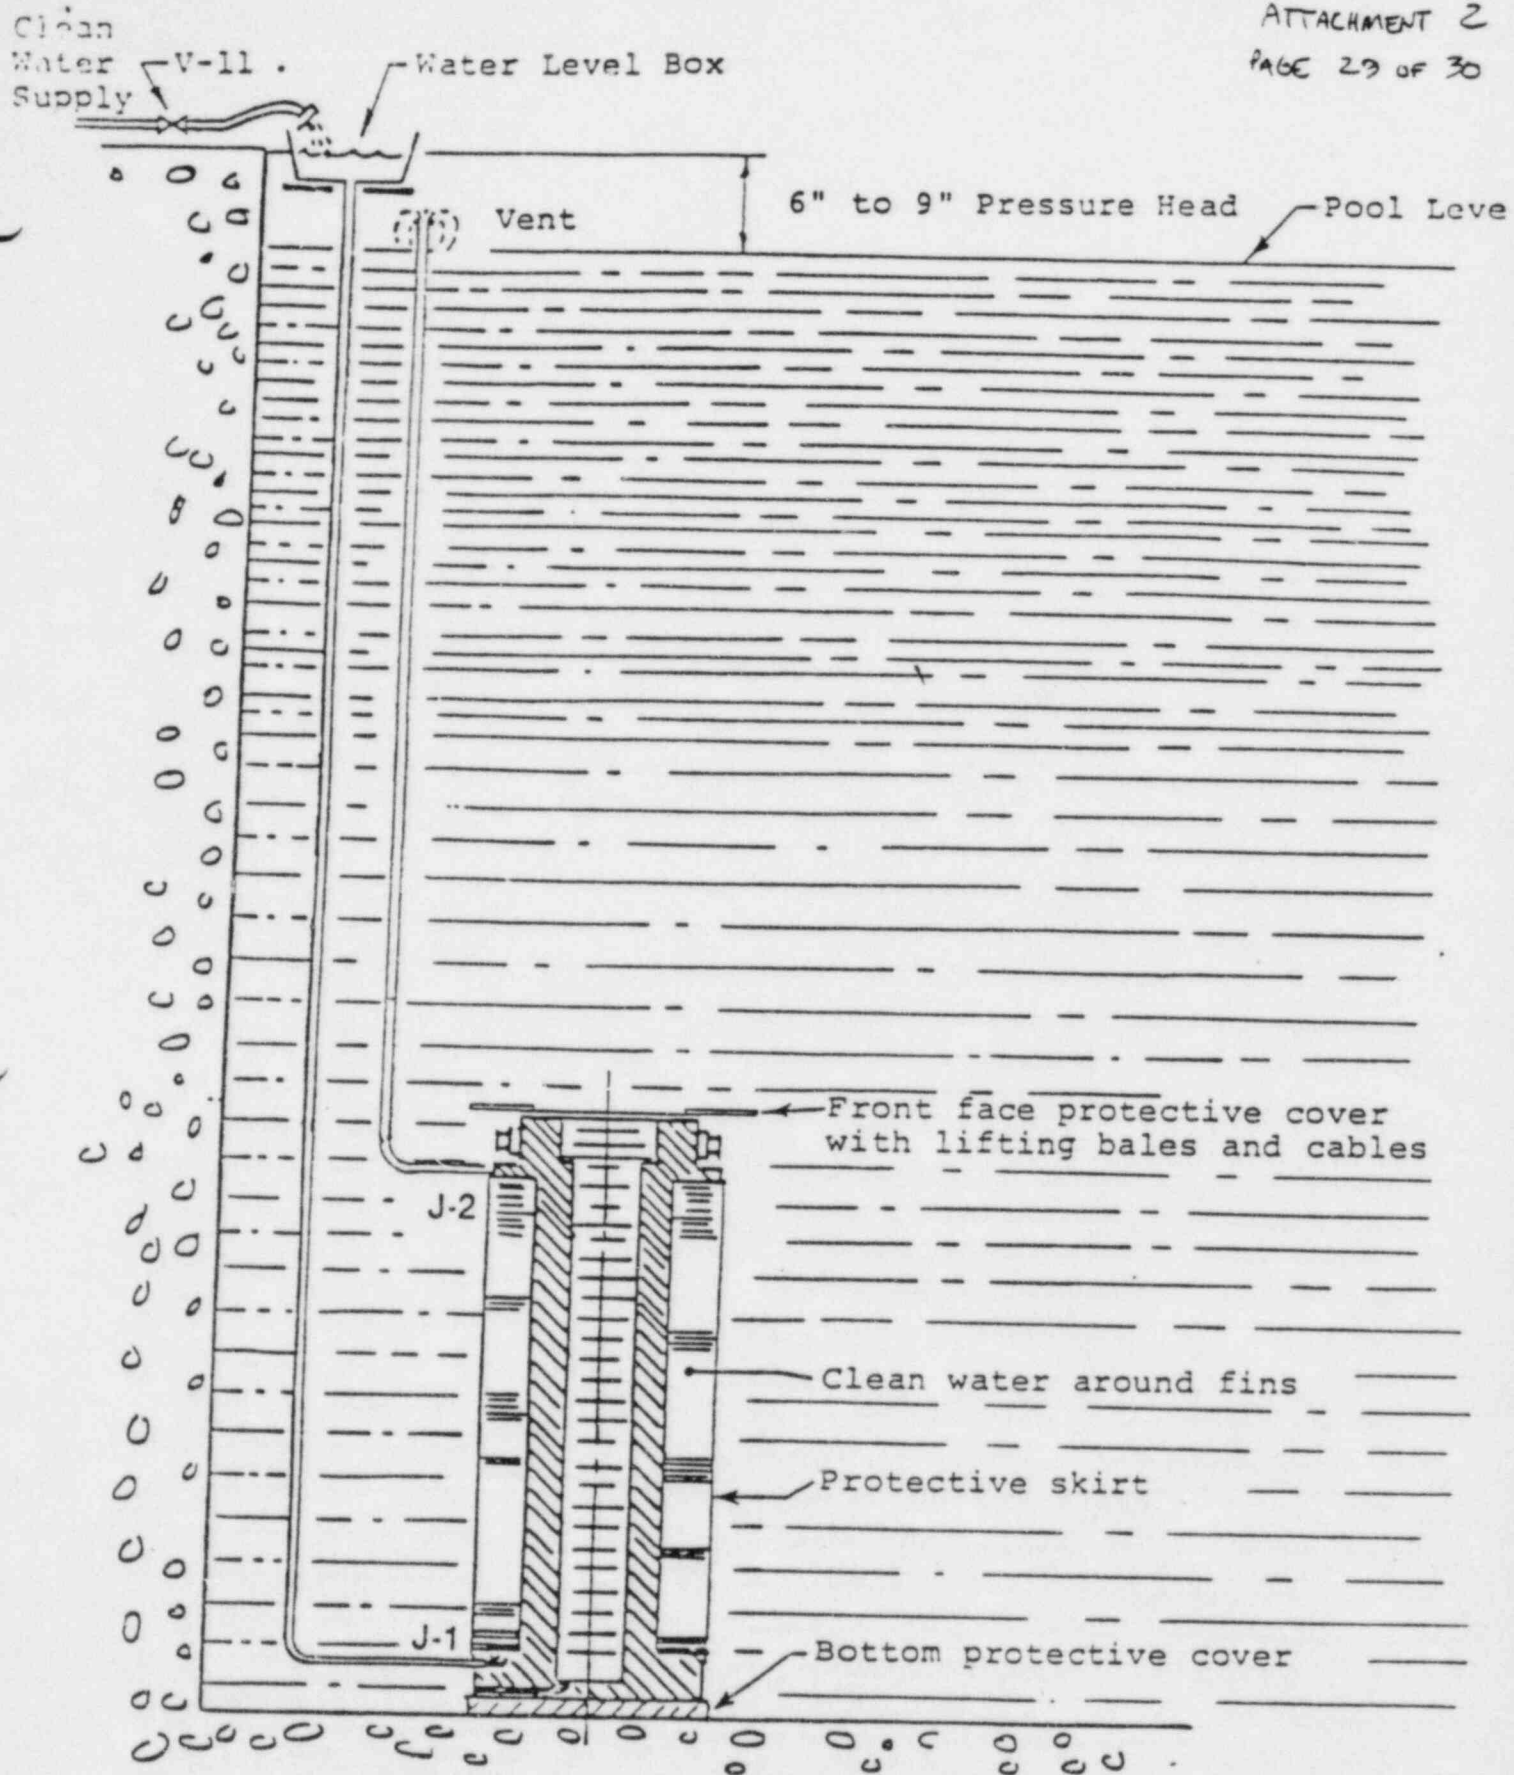 ATTACHMENT 2
PAGE 29 OF 30
Clean
Water
Supply
V-11.
Water Level Box
6" to 9" Pressure Head
Pool Leve
Vent
Front face protective cover
with lifting bales and cables
J-2
Clean water around fins
Protective skirt
J-1
Bottom protective cover